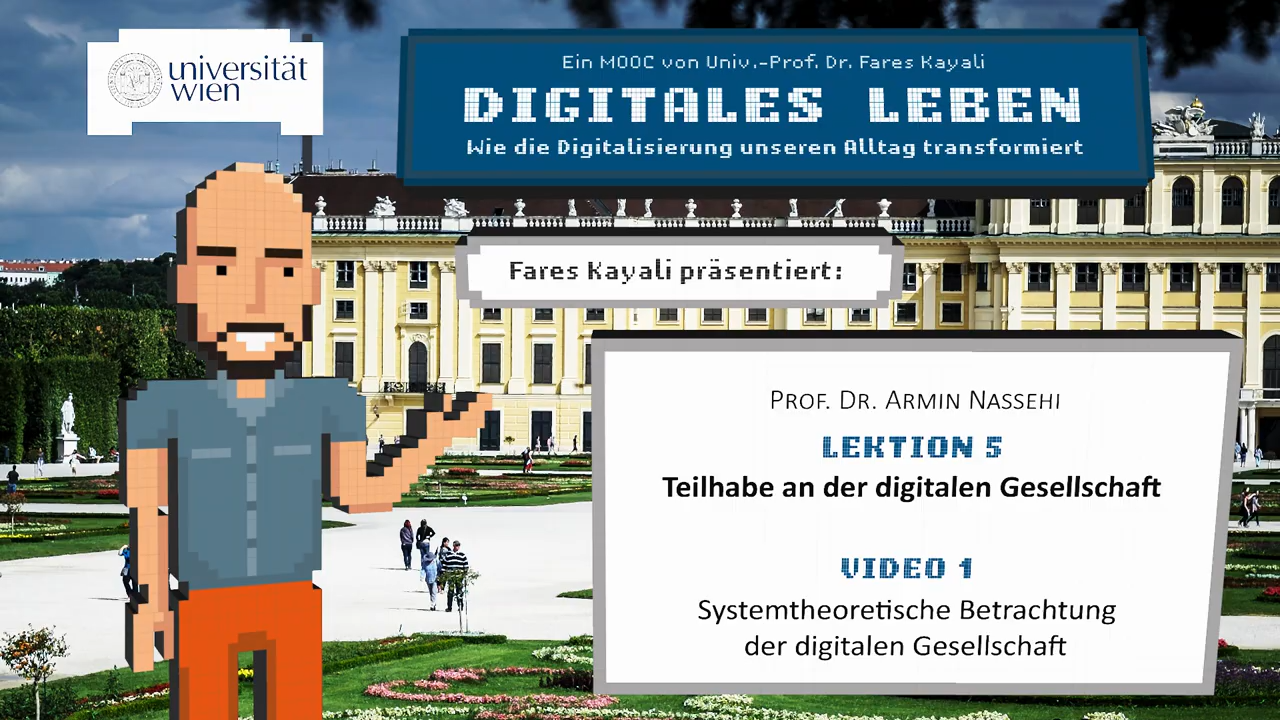 universität
wien
Ein MOOC von Univ.-Prof. Dr. Fares Kayali
DIGITALES LEBEN
Wie die Digitalisierung unseren Alltag transformiert
Fares Kayali präsentiert:
PROF. DR. ARMIN NASSEHI
LEKTION 5
Teilhabe an der digitalen Gesellschaft
VIDEO 1
Systemtheoretische Betrachtung
der digitalen Gesellschaft